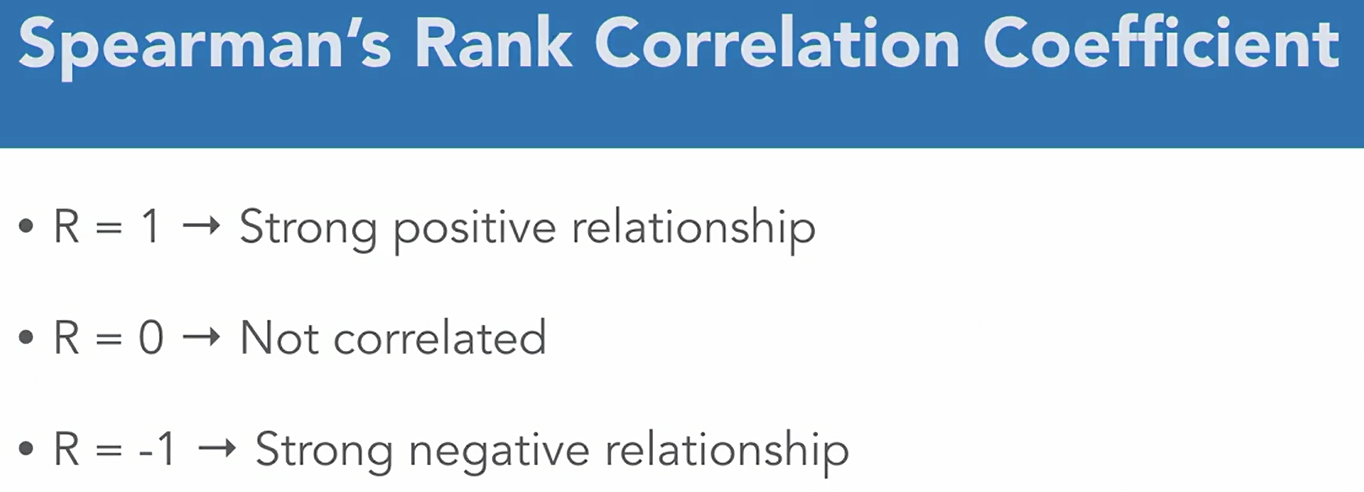 Spearman’s Rank Correlation Coefficient
• R = 1 → Strong positive relationship
• R = 0 → Not correlated
• R = -1 → Strong negative relationship